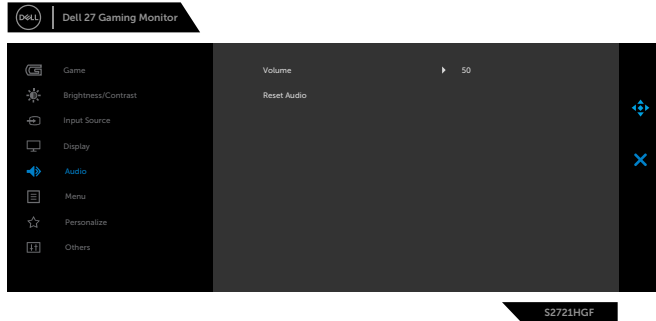 DELL
Dell 27 Gaming Monitor
Game
Brightness/Contrast
Input Source
Display
Audio
Menu
Personalize
Others
Volume 50
Reset Audio
S2721HGF